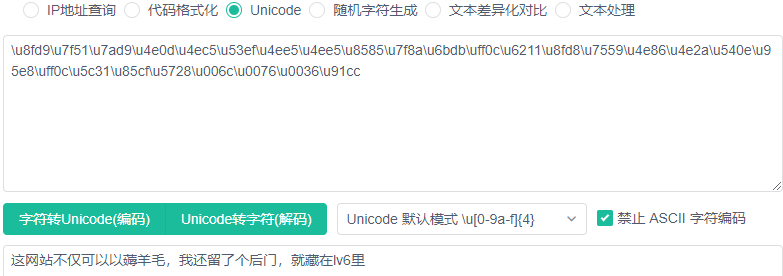 IP地址查询 代码格式化 Unicode 随机字符生成 文本差异化对比 文本处理
\u8fd9\u7f51\u7ad9\u4e0d\u4ec5\u53ef\u4ee5\u4ee5\u8585\u7f8a\u6bdb\uff0c\u6211\u8fd8\u7559\u4e86\u4e2a\u540e\u9
5e8\uff0c\u5c31\u85cf\u5728\u006c\u0076\u0036\u91cc
字符转Unicode(编码) Unicode转字符(解码) Unicode 默认模式 \u[0-9a-f]{4} 禁止 ASCII 字符编码
这网站不仅可以以薅羊毛，我还留了个后门，就藏在lv6里